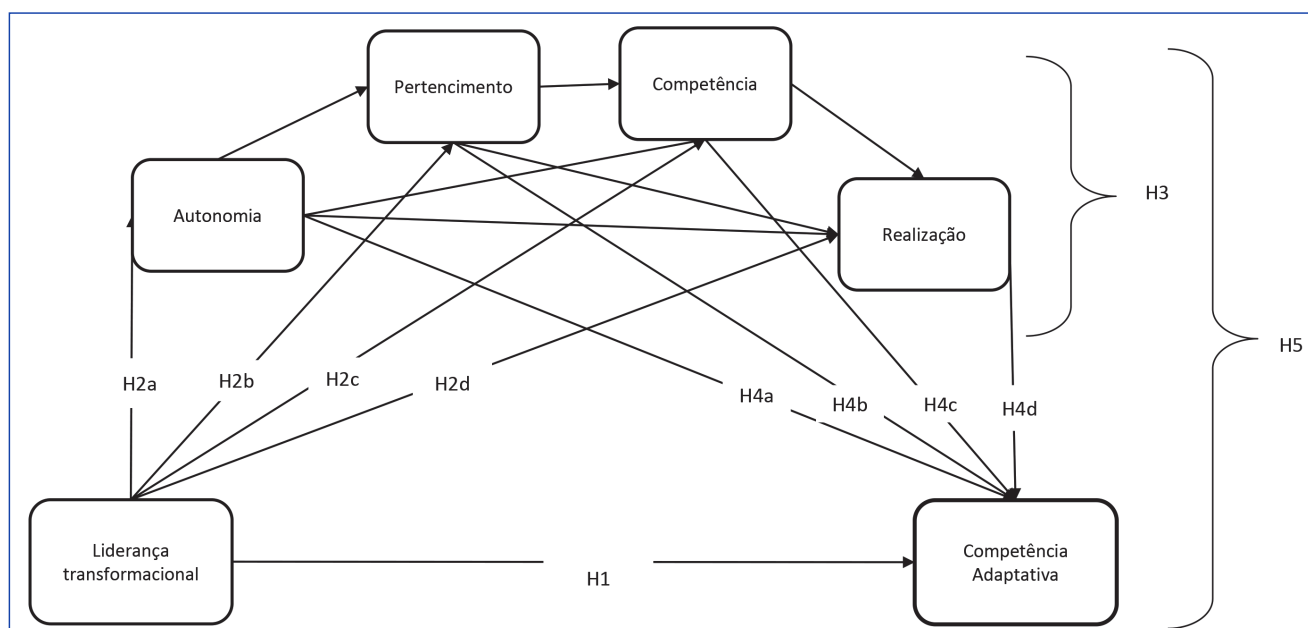 Pertencimento
Competência
Autonomia
Realização
H3
H5
H2a
H2b
H2c
H2d
H4a
H4b
H4c
H4d
Liderança
transformacional
H1
Competência
Adaptativa